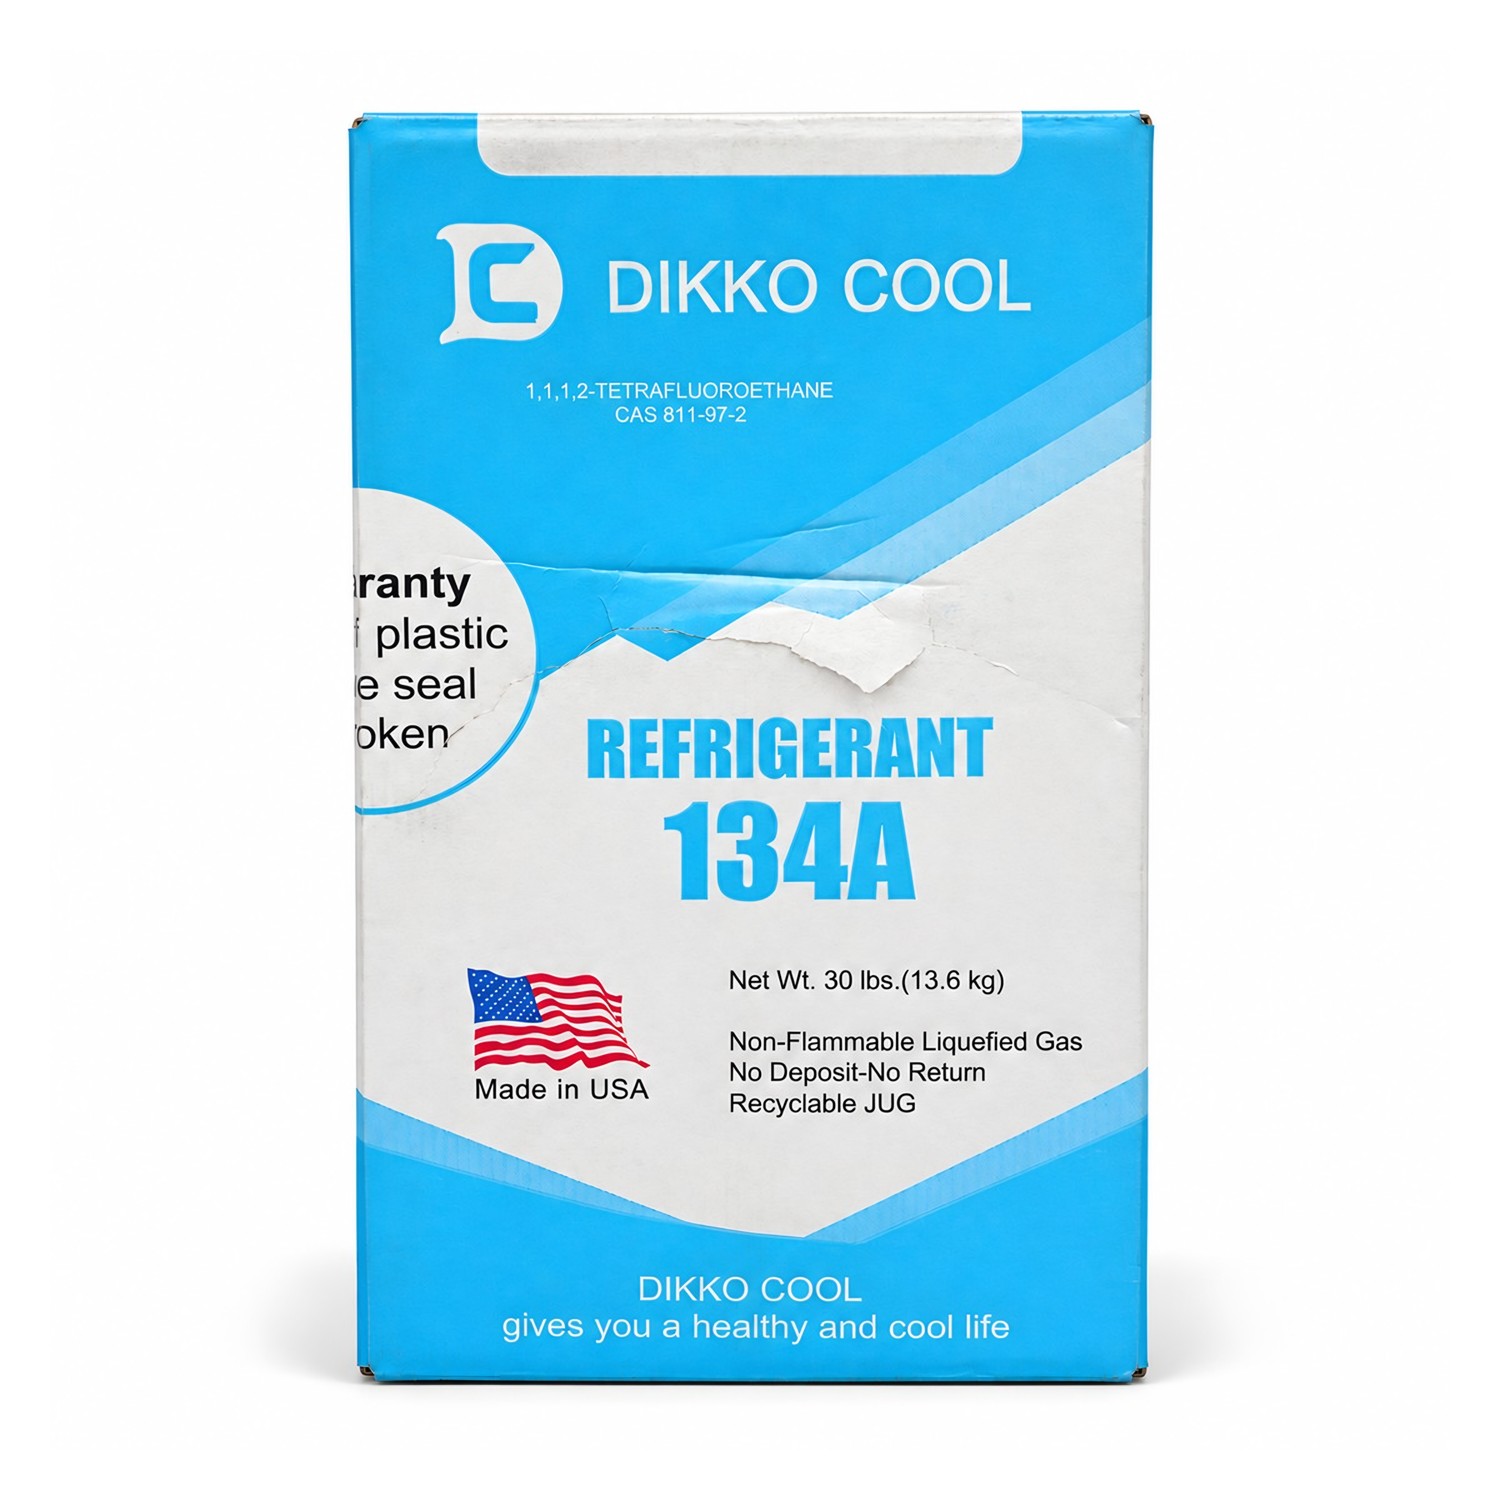 DIKKO COOL
1,1,1,2-TETRAFLUOROETHANE
CAS 811-97-2
plastic
seal
REFRIGERANT
134A
Net Wt. 30 lbs.(13.6 kg)
Non-Flammable Liquefied Gas
No Deposit-No Return
Recyclable JUG
Made in USA
DIKKO COOL
gives you a healthy and cool life